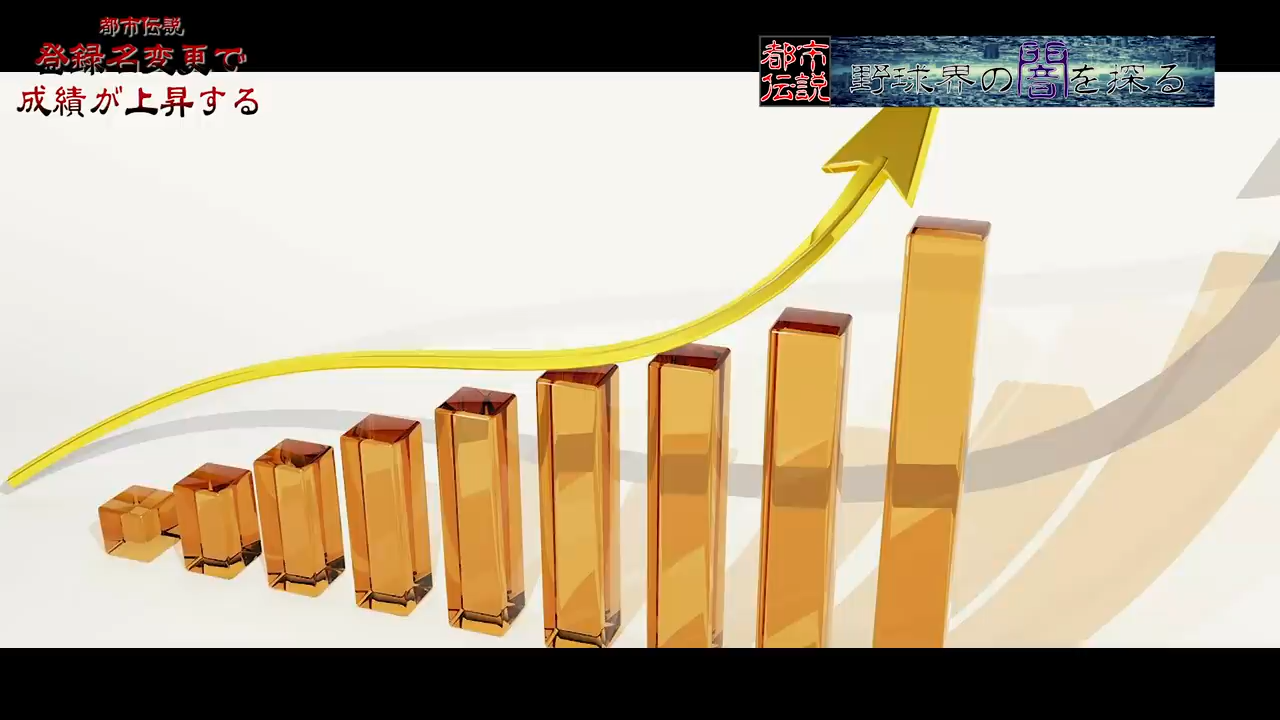 都市伝説
登録名変更で
成績が上昇する
都市
伝説
野球界の闇を探る